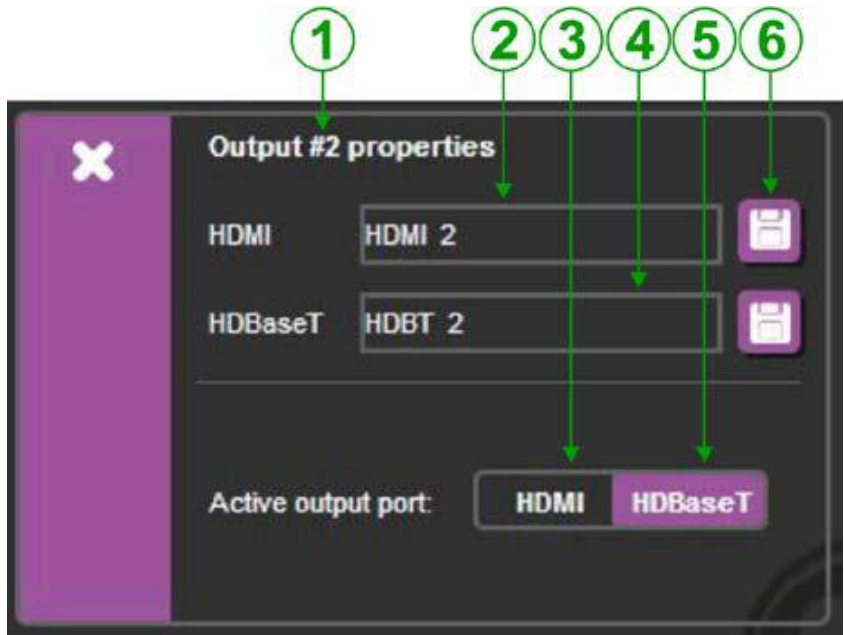 1 2 3 4 5 6
Output #2 properties
HDMI HDMI 2
HDBaseT HDBT 2
Active output port: HDMI HDBaseT